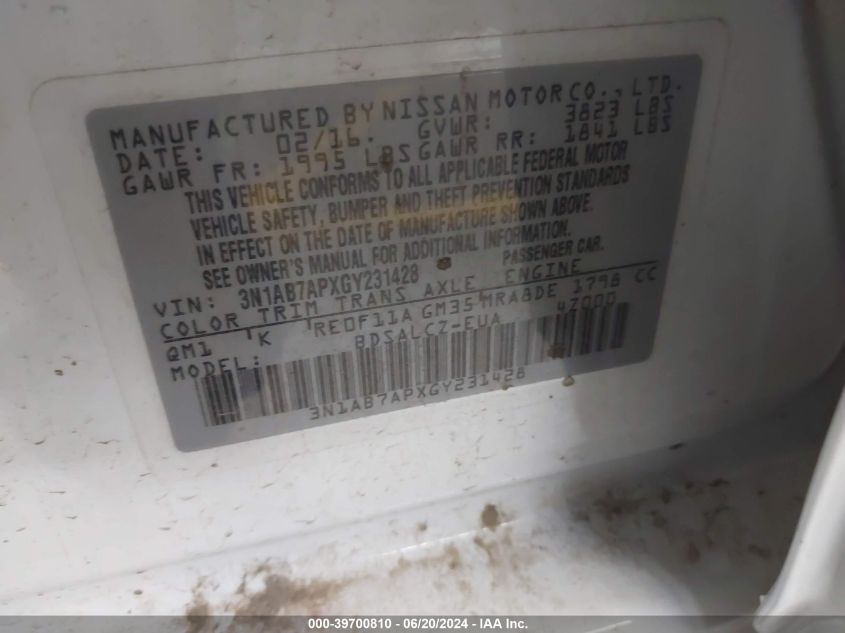 MANUFACTURED BY NISSAN MOTOR CO., LTD.
DATE: 02/16. GVWR: 3823 LBS
GAWR FR: 1995 LBS GAWR RR: 1841 LBS
THIS VEHICLE CONFORMS TO ALL APPLICABLE FEDERAL MOTOR
VEHICLE SAFETY, BUMPER AND THEFT PREVENTION STANDARDS
IN EFFECT ON THE DATE OF MANUFACTURE SHOWN ABOVE.
SEE OWNER'S MANUAL FOR ADDITIONAL INFORMATION.
VIN: 3N1AB7APXGY231428 PASSENGER CAR.
COLOR TRIM TRANS AXLE ENGINE
QM1 K RE0F11A GM35 MRA8DE 1798 CC
MODEL: BDSALCZ-EUA 47000
3N1AB7APXGY231428
000-39700810 - 06/20/2024 - IAA Inc.